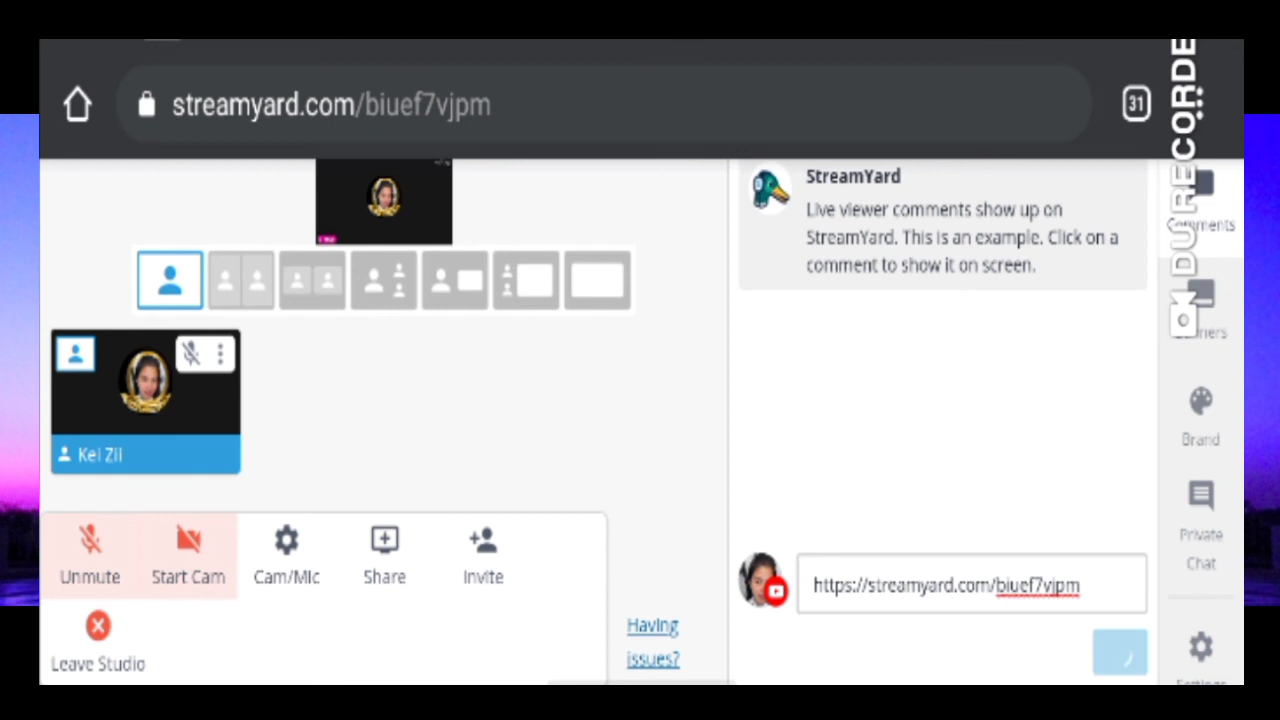 streamyard.com/biuef7vjpm
31
DU RECORDE
StreamYard
Live viewer comments show up on
StreamYard. This is an example. Click on a
comment to show it on screen.
Comments
Brand
Private
Chat
Kei Zii
Unmute
Start Cam
Cam/Mic
Share
Invite
Leave Studio
Having
issues?
https://streamyard.com/biuef7vjpm